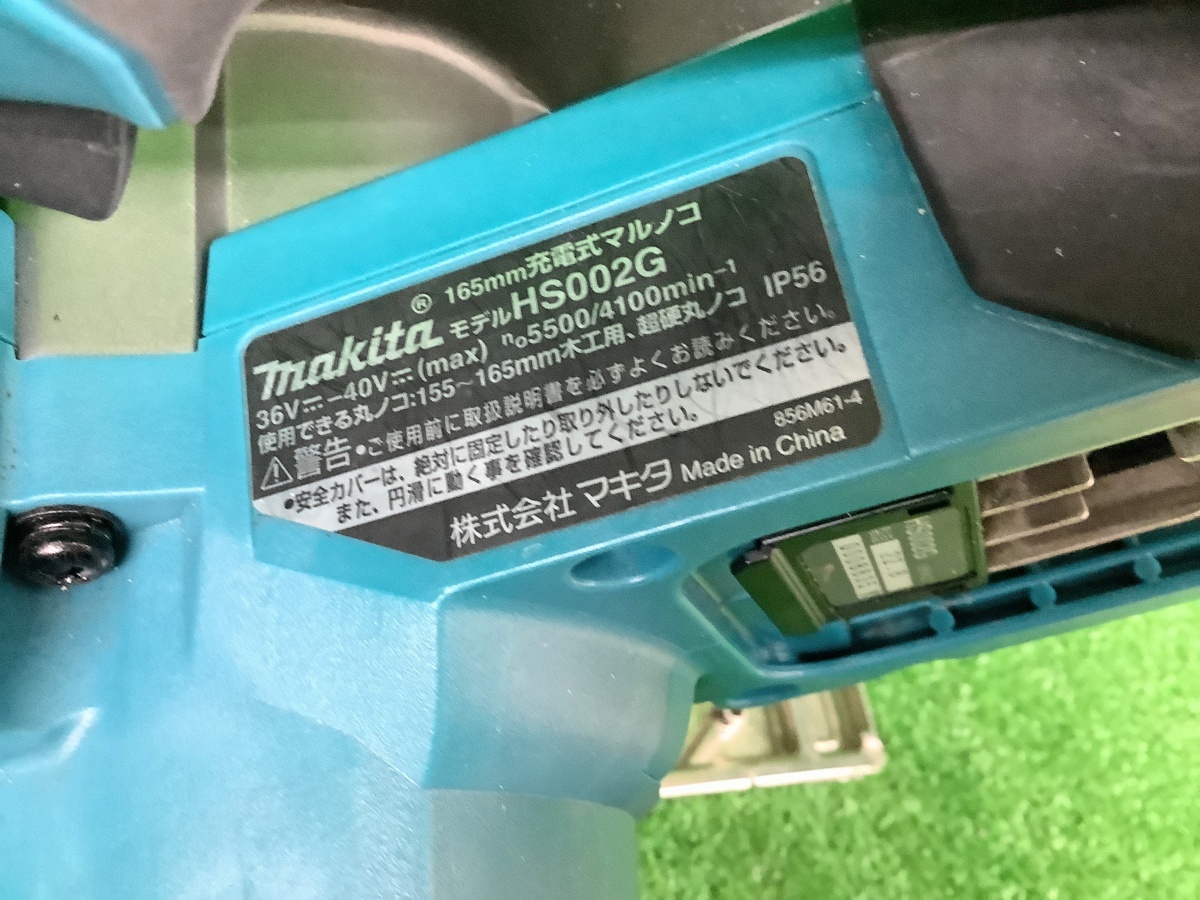 165mm充電式マルノコ
makita® モデルHS002G
36V⎓–40V⎓(max) n₀5500/4100min⁻¹
使用できる丸ノコ:155~165mm木工用、超硬丸ノコ IP56
⚠警告 •ご使用前に取扱説明書を必ずよくお読みください。
•安全カバーは、絶対に固定したり取り外したりしないでください。
また、円滑に動く事を確認してください。
856M61-4
株式会社 マキタ Made in China
HS002G